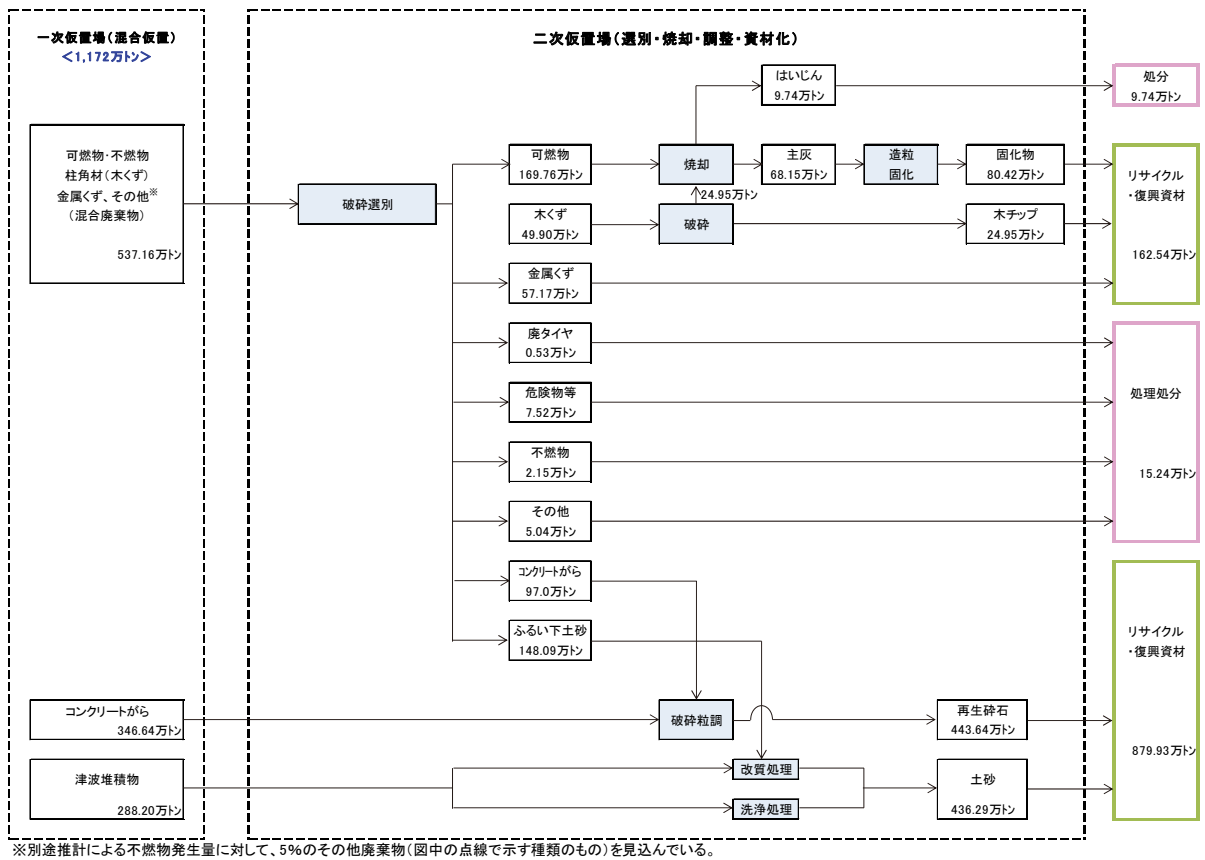 一次仮置場(混合仮置)
<1,172万トン>
二次仮置場(選別・焼却・調整・資材化)
はいじん
9.74万トン
処分
9.74万トン
可燃物・不燃物
柱角材(木くず)
金属くず、その他※
(混合廃棄物)
537.16万トン
破砕選別
可燃物
169.76万トン
焼却
主灰
68.15万トン
造粒
固化
固化物
80.42万トン
リサイクル
・復興資材
162.54万トン
24.95万トン
木くず
49.90万トン
破砕
木チップ
24.95万トン
金属くず
57.17万トン
廃タイヤ
0.53万トン
危険物等
7.52万トン
処理処分
15.24万トン
不燃物
2.15万トン
その他
5.04万トン
コンクリートがら
97.0万トン
ふるい下土砂
148.09万トン
リサイクル
・復興資材
879.93万トン
コンクリートがら
346.64万トン
破砕粒調
再生砕石
443.64万トン
津波堆積物
288.20万トン
改質処理
洗浄処理
土砂
436.29万トン
※別途推計による不燃物発生量に対して、5%のその他廃棄物(図中の点線で示す種類のもの)を見込んでいる。